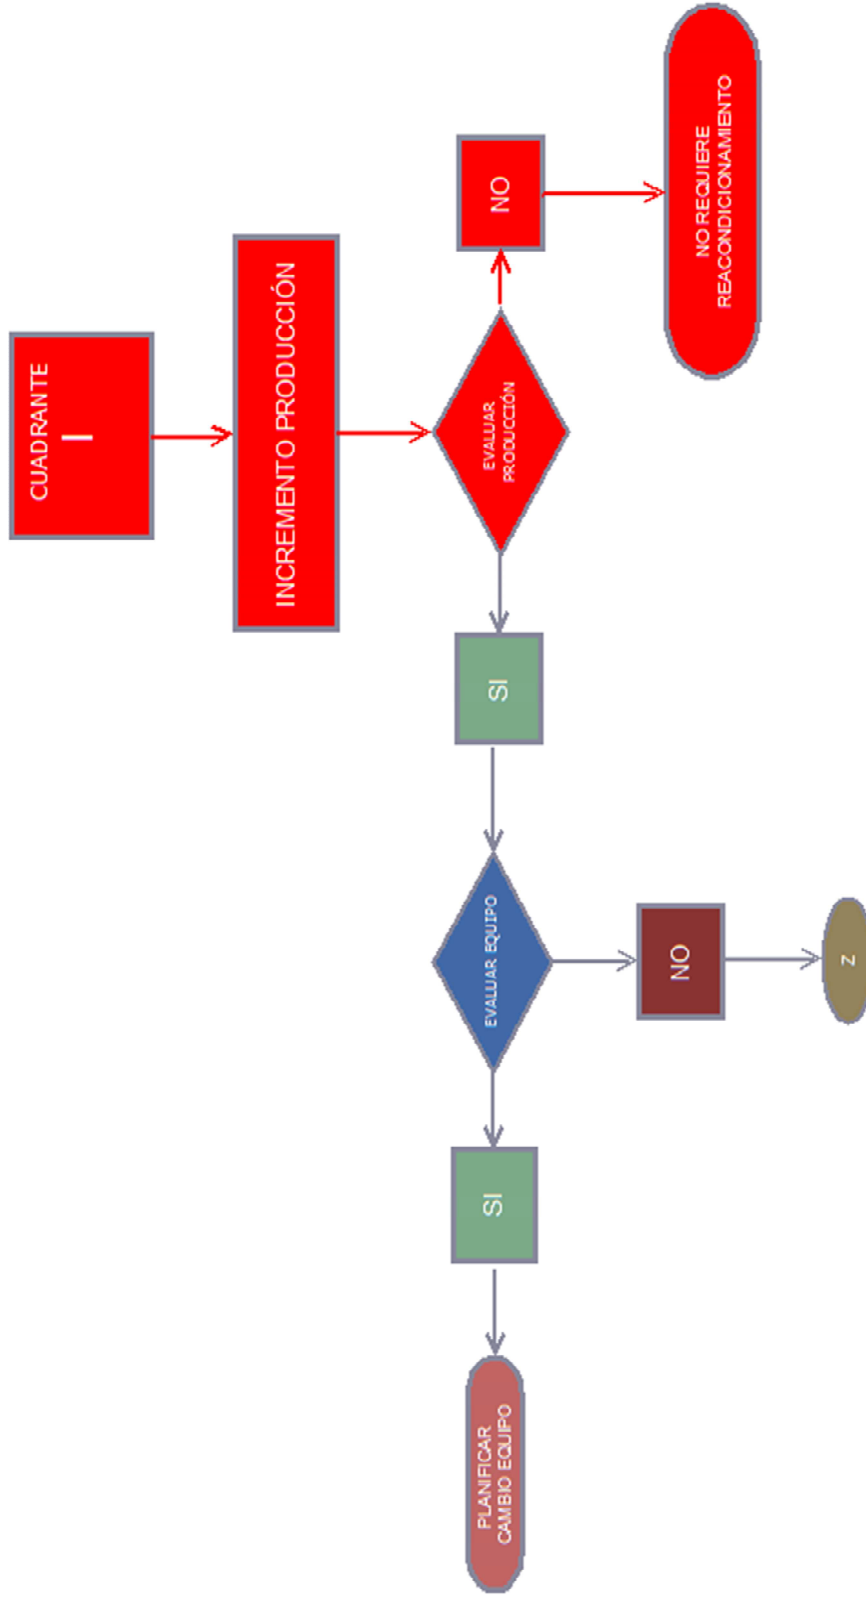 CUADRANTE
I
INCREMENTO PRODUCCIÓN
EVALUAR
PRODUCCIÓN
NO
NO REQUIERE
REACONDICIONAMIENTO
SI
EVALUAR EQUIPO
NO
Z
SI
PLANIFICAR
CAMBIO EQUIPO